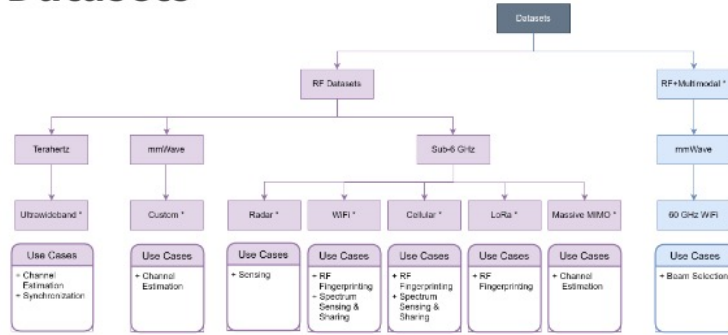 Datasets
Datasets
RF Datasets
RF+Multimodal *
Terahertz
mmWave
Sub-6 GHz
mmWave
Ultrawideband *
Custom *
Radar *
WiFi *
Cellular *
LoRa *
Massive MIMO *
60 GHz WiFi
Use Cases
+ Channel
Estimation
+ Synchronization
Use Cases
+ Channel
Estimation
Use Cases
+ Sensing
Use Cases
+ RF
Fingerprinting
+ Spectrum
Sensing &
Sharing
Use Cases
+ RF
Fingerprinting
+ Spectrum
Sensing &
Sharing
Use Cases
+ RF
Fingerprinting
Use Cases
+ Channel
Estimation
Use Cases
+ Beam Selection